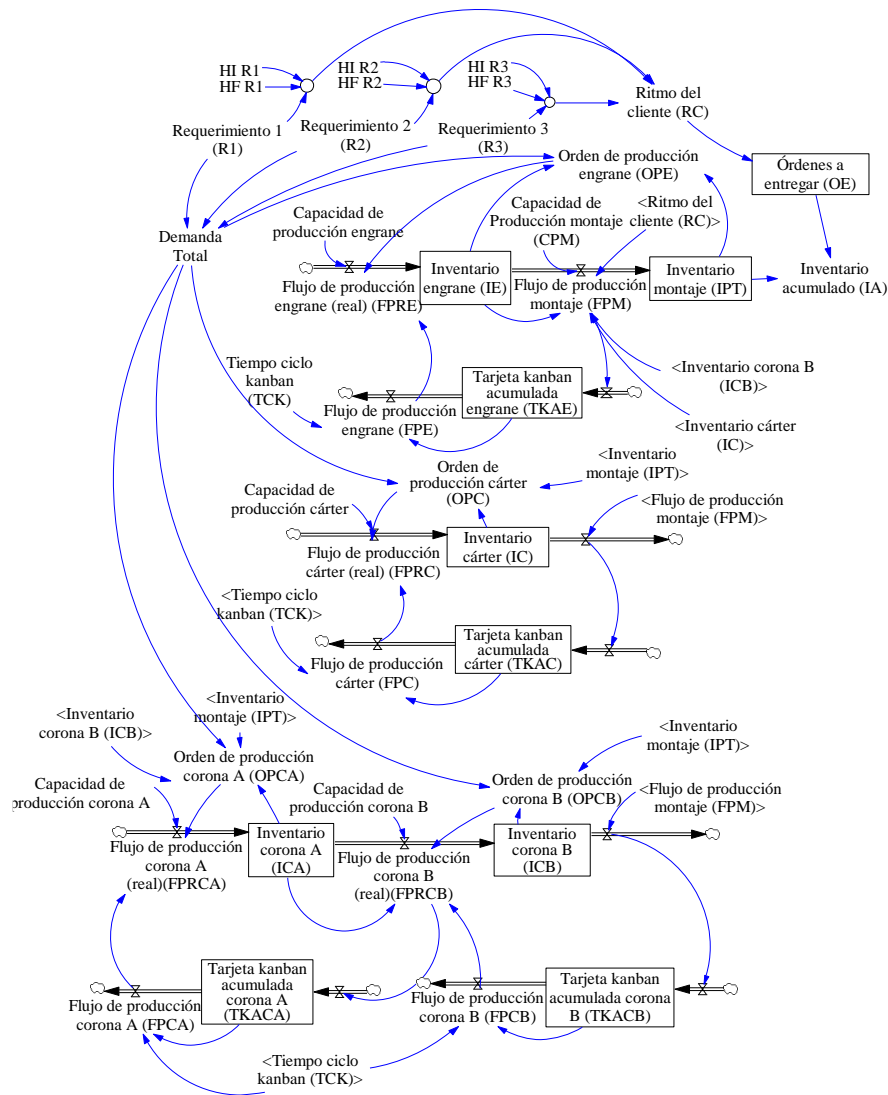 HI R1
HF R1
HI R2
HF R2
HI R3
HF R3
Ritmo del
cliente (RC)
Requerimiento 1
(R1)
Requerimiento 2
(R2)
Requerimiento 3
(R3)
Orden de producción
engrane (OPE)
Órdenes a
entregar (OE)
Capacidad de
producción engrane
Capacidad de
Producción montaje
(CPM)
<Ritmo del
cliente (RC)>
Demanda
Total
Flujo de producción
engrane (real) (FPRE)
Inventario
engrane (IE)
Flujo de producción
montaje (FPM)
Inventario
montaje (IPT)
Inventario
acumulado (IA)
Tiempo ciclo
kanban
(TCK)
Tarjeta kanban
acumulada
engrane (TKAE)
<Inventario corona B
(ICB)>
Flujo de producción
engrane (FPE)
<Inventario cárter
(IC)>
Orden de
producción cárter
(OPC)
<Inventario
montaje (IPT)>
Capacidad de
producción cárter
<Flujo de producción
montaje (FPM)>
Flujo de producción
cárter (real) (FPRC)
Inventario
cárter (IC)
<Tiempo ciclo
kanban (TCK)>
Tarjeta kanban
acumulada
cárter (TKAC)
Flujo de producción
cárter (FPC)
<Inventario
montaje (IPT)>
<Inventario
corona B (ICB)>
<Inventario
montaje (IPT)>
Orden de producción
corona A (OPCA)
Capacidad de
producción corona A
Capacidad de
producción corona B
Orden de producción
corona B (OPCB)
<Flujo de producción
montaje (FPM)>
Flujo de producción
corona A
(real)(FPRCA)
Inventario
corona A
(ICA)
Flujo de producción
corona B
(real)(FPRCB)
Inventario
corona B
(ICB)
Tarjeta kanban
acumulada
corona A
(TKACA)
Flujo de producción
corona A (FPCA)
Flujo de producción
corona B (FPCB)
Tarjeta kanban
acumulada corona
B (TKACB)
<Tiempo ciclo
kanban (TCK)>